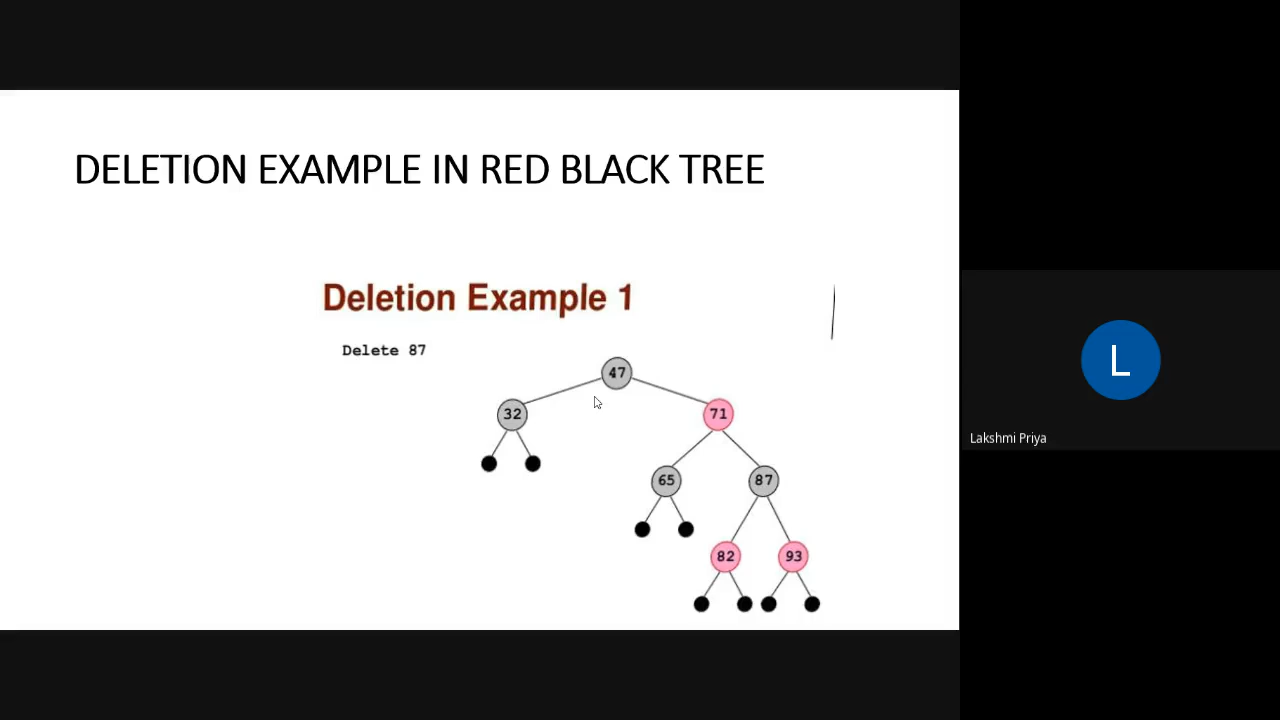 DELETION EXAMPLE IN RED BLACK TREE
Deletion Example 1
Delete 87
47
32
71
65
87
82
93
L
Lakshmi Priya